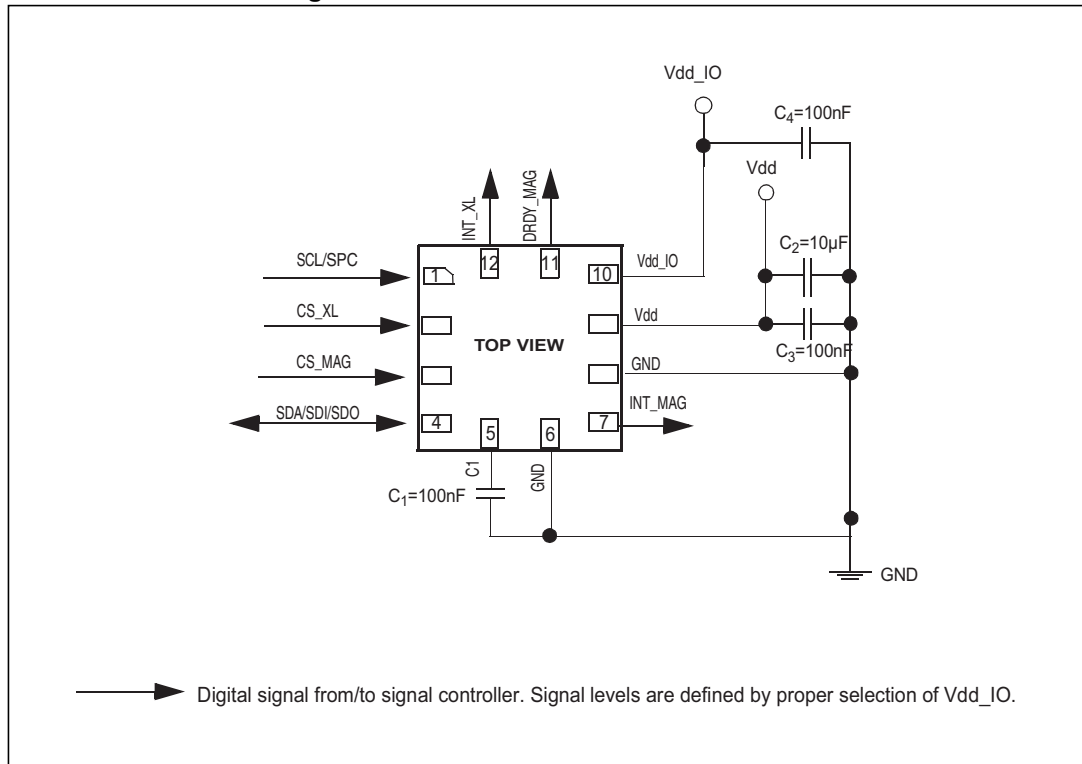 Vdd_IO
C4=100nF
Vdd
INT_XL
DRDY_MAG
C2=10µF
SCL/SPC
1
12
11
10
Vdd_IO
CS_XL
Vdd
TOP VIEW
C3=100nF
CS_MAG
GND
INT_MAG
SDA/SDI/SDO
4
5
6
7
C1
GND
C1=100nF
GND
Digital signal from/to signal controller. Signal levels are defined by proper selection of Vdd_IO.